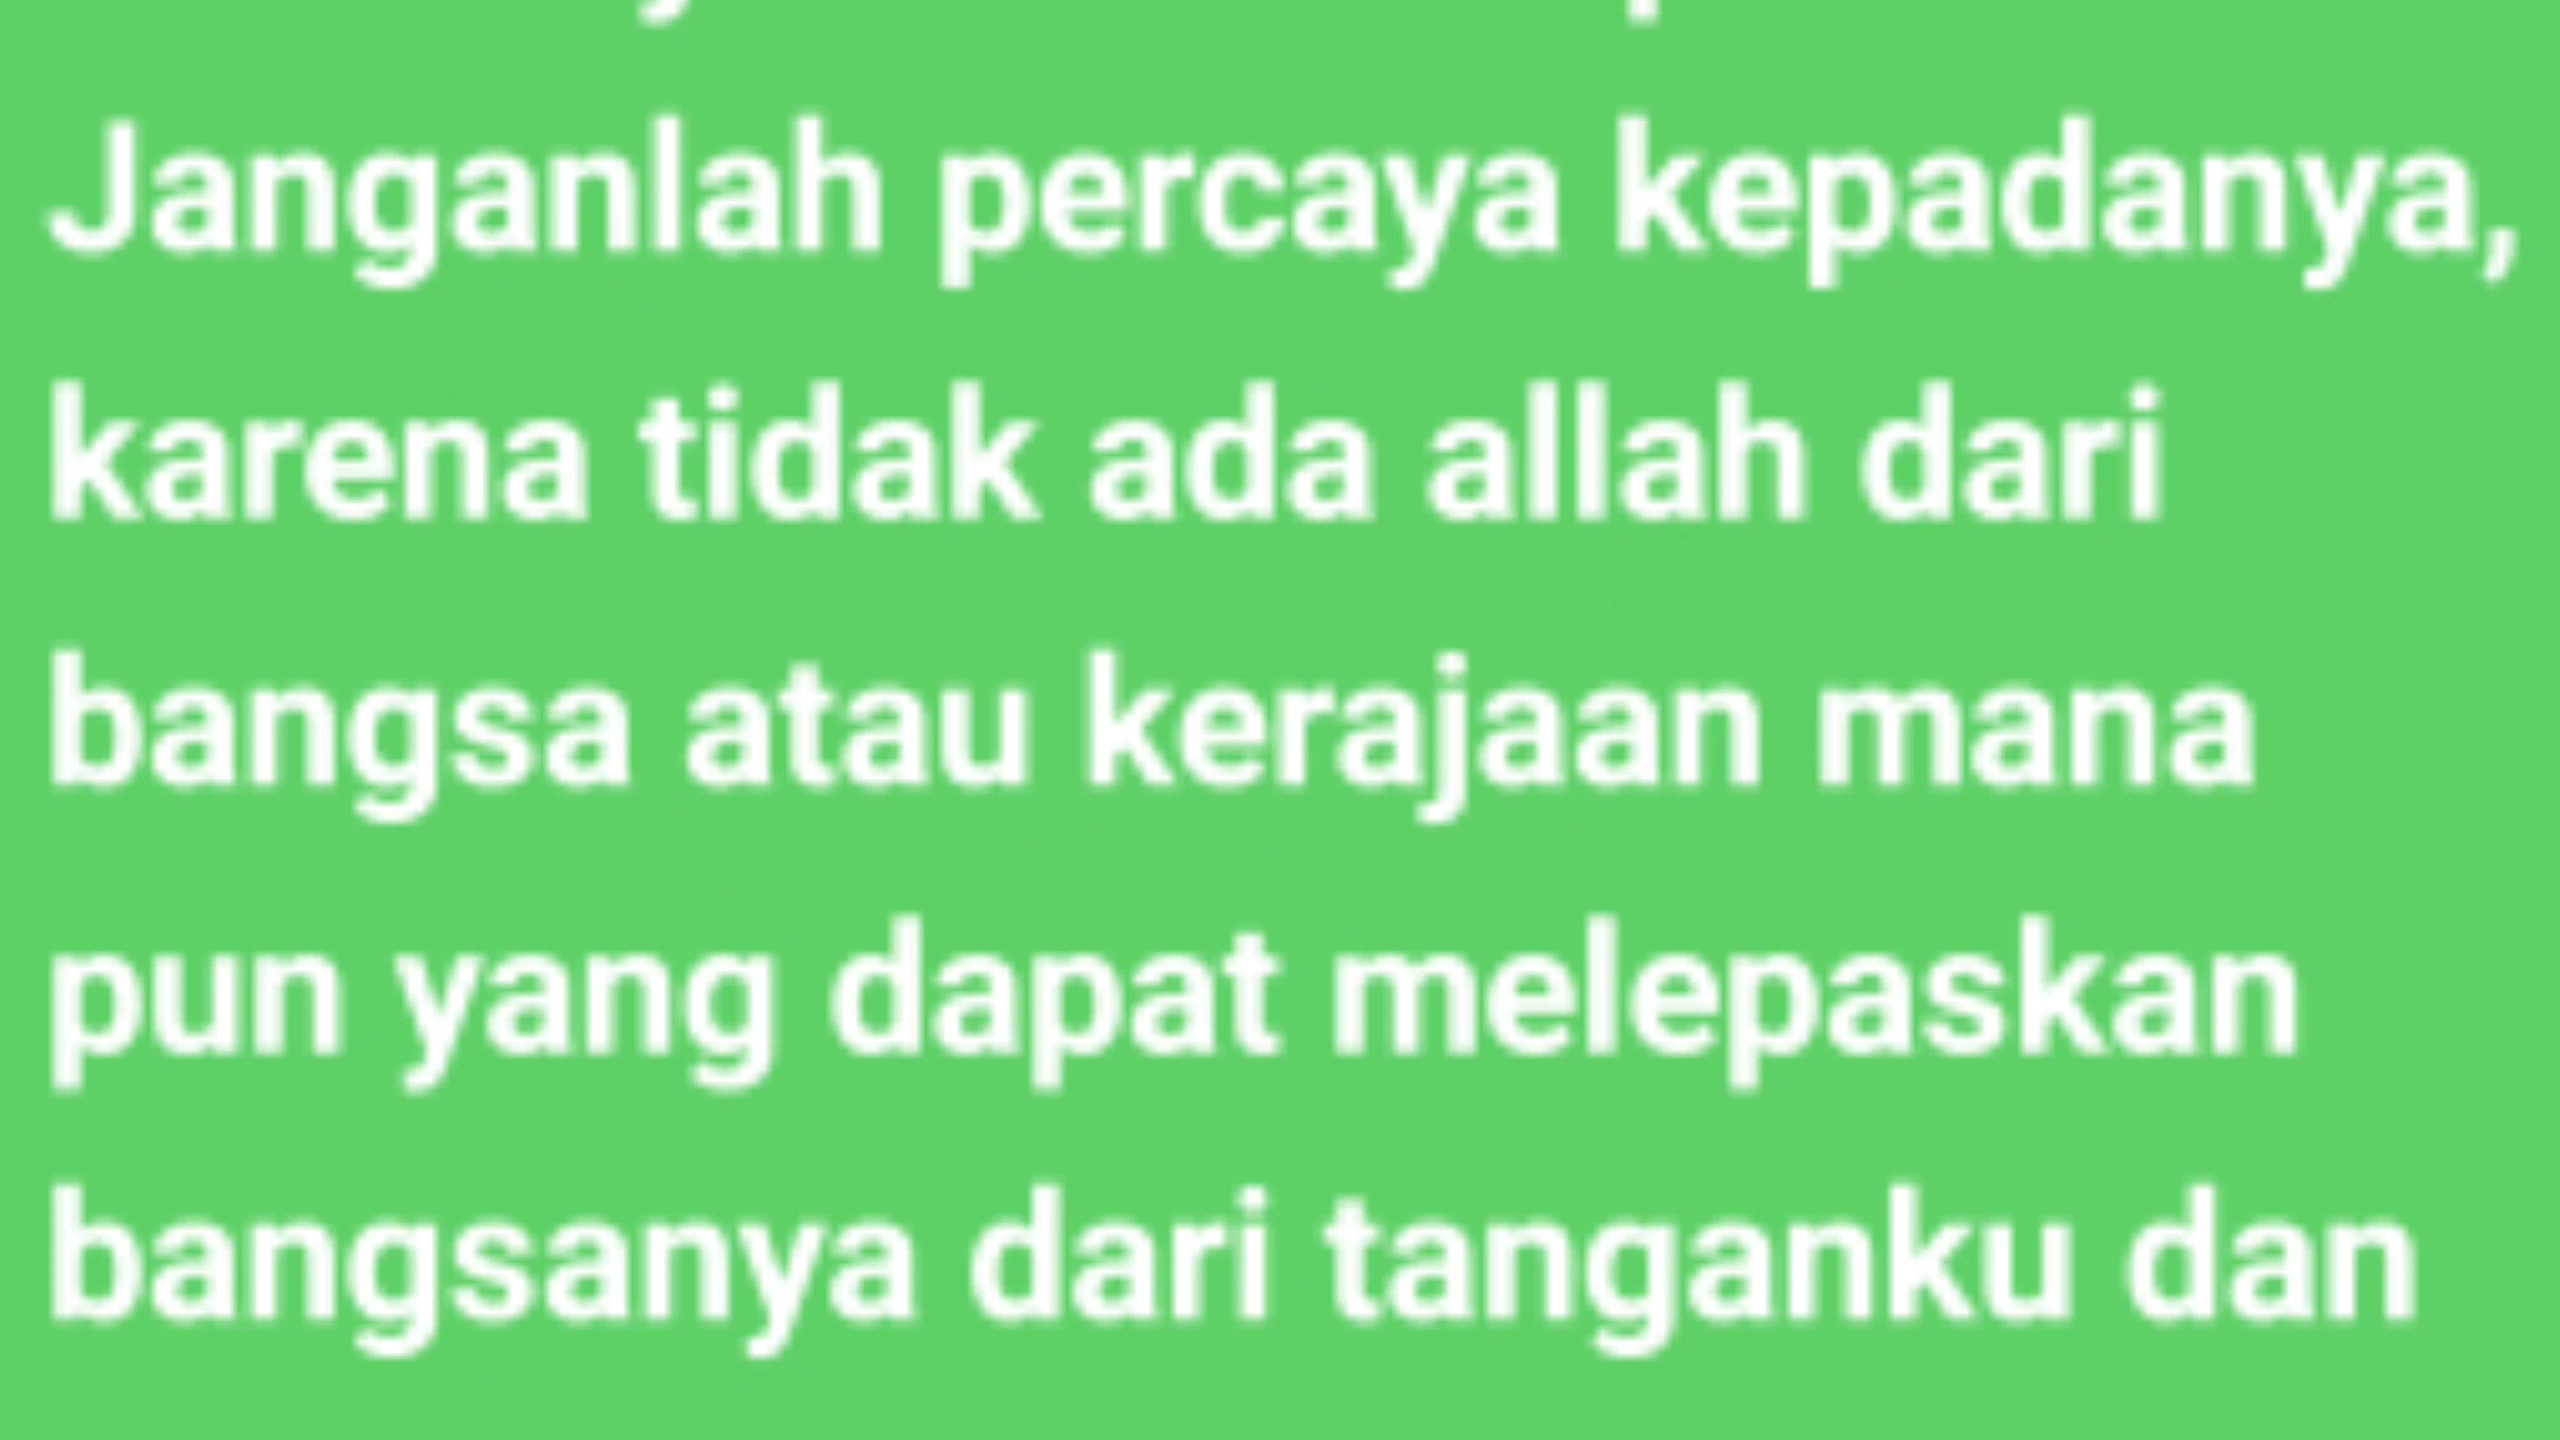 Janganlah percaya kepadanya,
karena tidak ada allah dari
bangsa atau kerajaan mana
pun yang dapat melepaskan
bangsanya dari tanganku dan